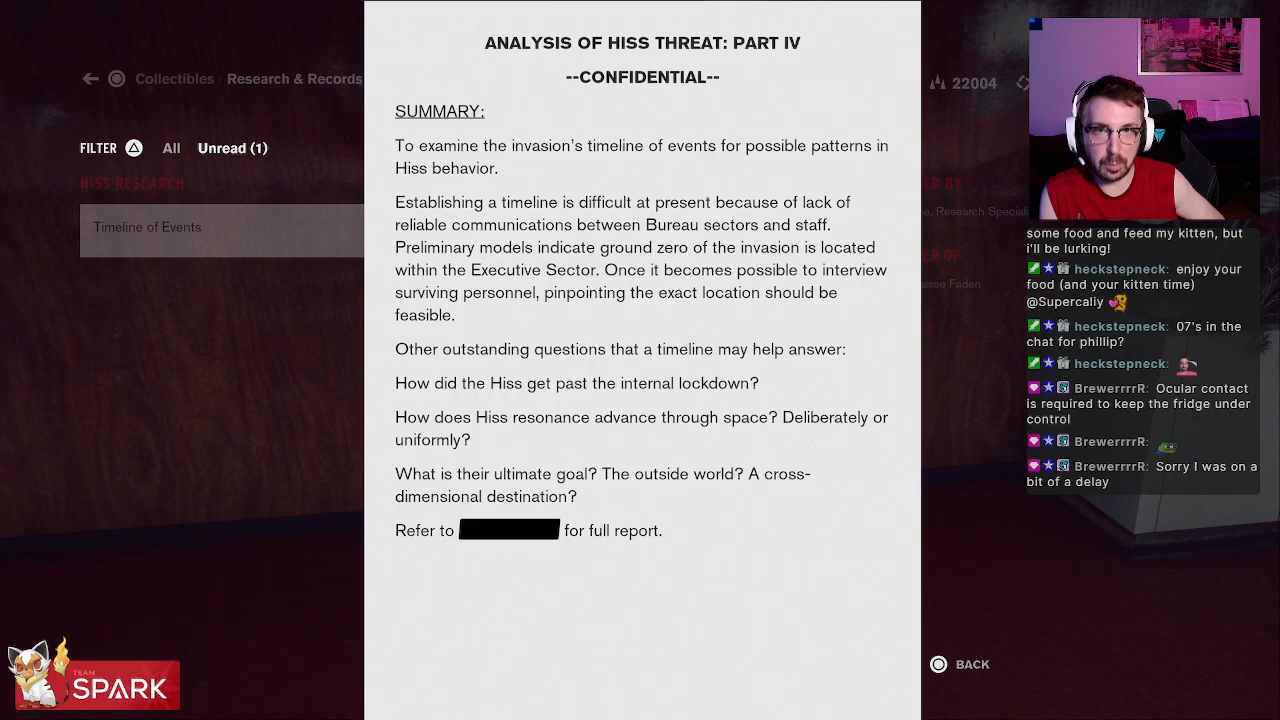 ANALYSIS OF HISS THREAT: PART IV
--CONFIDENTIAL--
SUMMARY:
To examine the invasion's timeline of events for possible patterns in
Hiss behavior.
Establishing a timeline is difficult at present because of lack of
reliable communications between Bureau sectors and staff.
Preliminary models indicate ground zero of the invasion is located
within the Executive Sector. Once it becomes possible to interview
surviving personnel, pinpointing the exact location should be
feasible.
Other outstanding questions that a timeline may help answer:
How did the Hiss get past the internal lockdown?
How does Hiss resonance advance through space? Deliberately or
uniformly?
What is their ultimate goal? The outside world? A cross-
dimensional destination?
Refer to
for full report.
Collectibles / Research & Records
FILTER All Unread (1)
HISS RESEARCH
Timeline of Events
22004
ED BY
e, Research Speciali
ER OF
esse Faden
some food and feed my kitten, but
i'll be lurking!
heckstepneck: enjoy your
food (and your kitten time)
@Supercaliy
heckstepneck: 07's in the
chat for phillip?
heckstepneck:
BrewerrrrR: Ocular contact
is required to keep the fridge under
control
BrewerrrrR:
BrewerrrrR: Sorry I was on a
bit of a delay
BACK
TEAM
SPARK